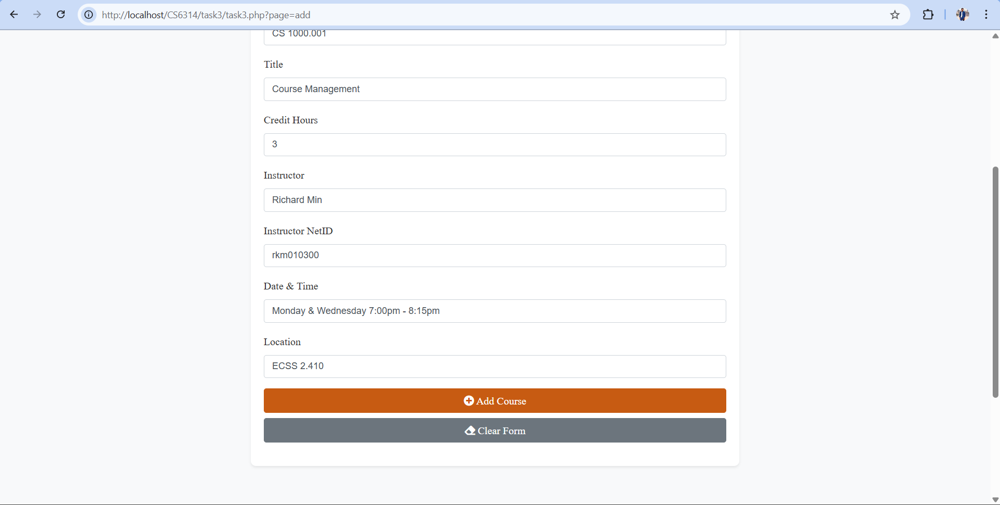 http://localhost/CS6314/task3/task3.php?page=add
CS 1000.001
Title
Course Management
Credit Hours
3
Instructor
Richard Min
Instructor NetID
rkm010300
Date & Time
Monday & Wednesday 7:00pm - 8:15pm
Location
ECSS 2.410
Add Course
Clear Form